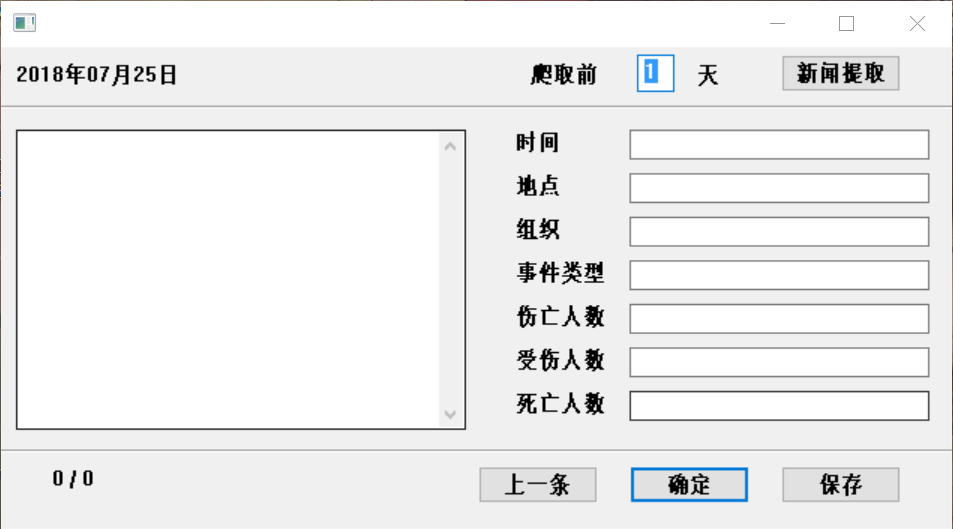 2018年07月25日 爬取前 1 天 新闻提取
时间
地点
组织
事件类型
伤亡人数
受伤人数
死亡人数
0 / 0 上一条 确定 保存